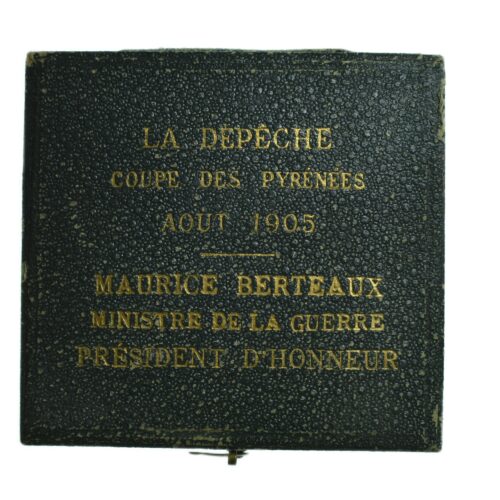 LA DÉPÊCHE
COUPE DES PYRÉNÉES
AOUT 1905
MAURICE BERTEAUX
MINISTRE DE LA GUERRE
PRÉSIDENT D'HONNEUR